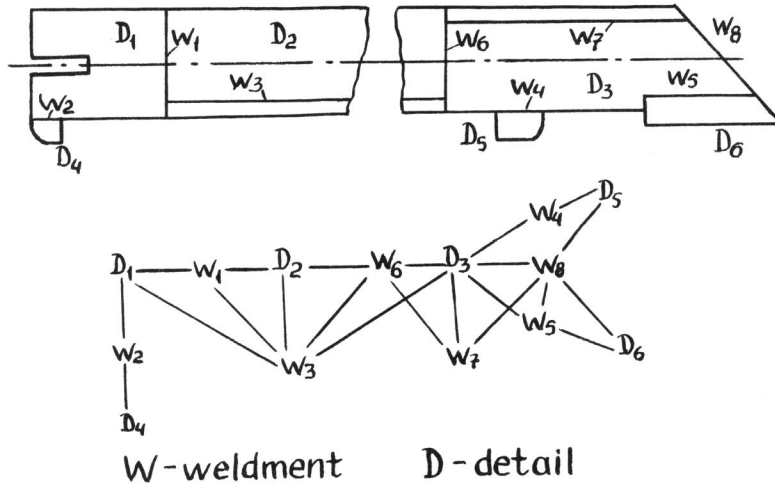 D₁ W₁ D₂ W₆ W₇ W₈
W₂ W₃ W₄ D₃ W₅
D₄ D₅ D₆
W₄ D₅
D₁ W₁ D₂ W₆ D₃ W₈
W₂ W₃ W₇ W₅ D₆
D₄
W-weldment D-detail